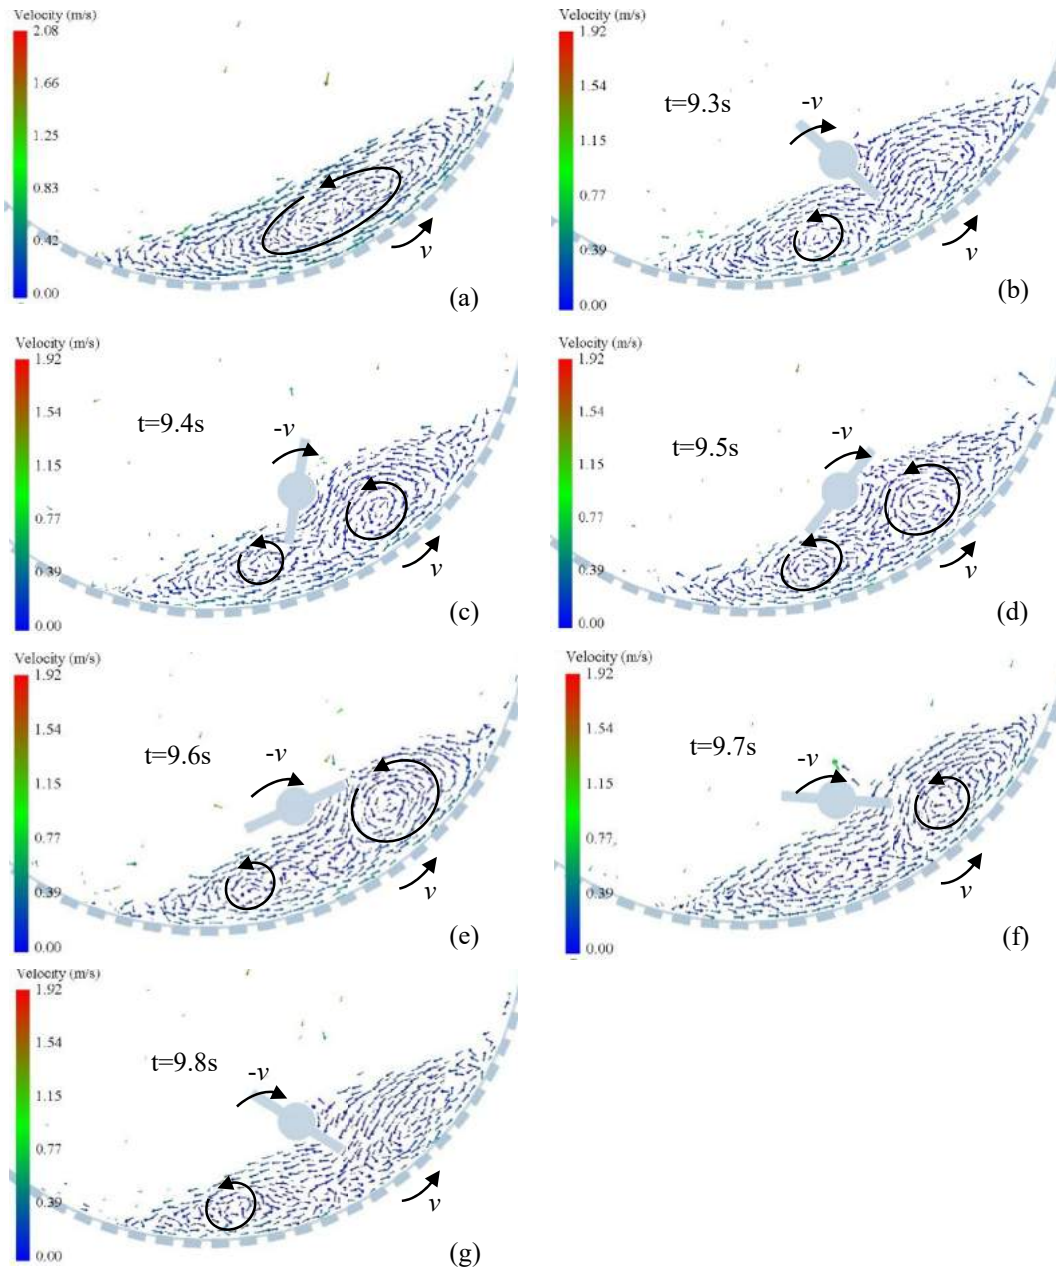 Velocity (m/s)
2.08
1.66
1.25
0.83
0.42
0.00
v
(a)
Velocity (m/s)
1.92
1.54
1.15
0.77
0.39
0.00
t=9.3s
-v
v
(b)
Velocity (m/s)
1.92
1.54
1.15
0.77
0.39
0.00
t=9.4s
-v
v
(c)
Velocity (m/s)
1.92
1.54
1.15
0.77
0.39
0.00
t=9.5s
-v
v
(d)
Velocity (m/s)
1.92
1.54
1.15
0.77
0.39
0.00
t=9.6s
-v
v
(e)
Velocity (m/s)
1.92
1.54
1.15
0.77
0.39
0.00
t=9.7s
-v
v
(f)
Velocity (m/s)
1.92
1.54
1.15
0.77
0.39
0.00
t=9.8s
-v
v
(g)